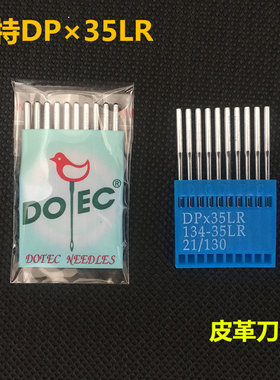 特DP×35LR
DOTEC®
DOTEC NEEDLES
DPx35LR
134-35LR
21/130
皮革刀